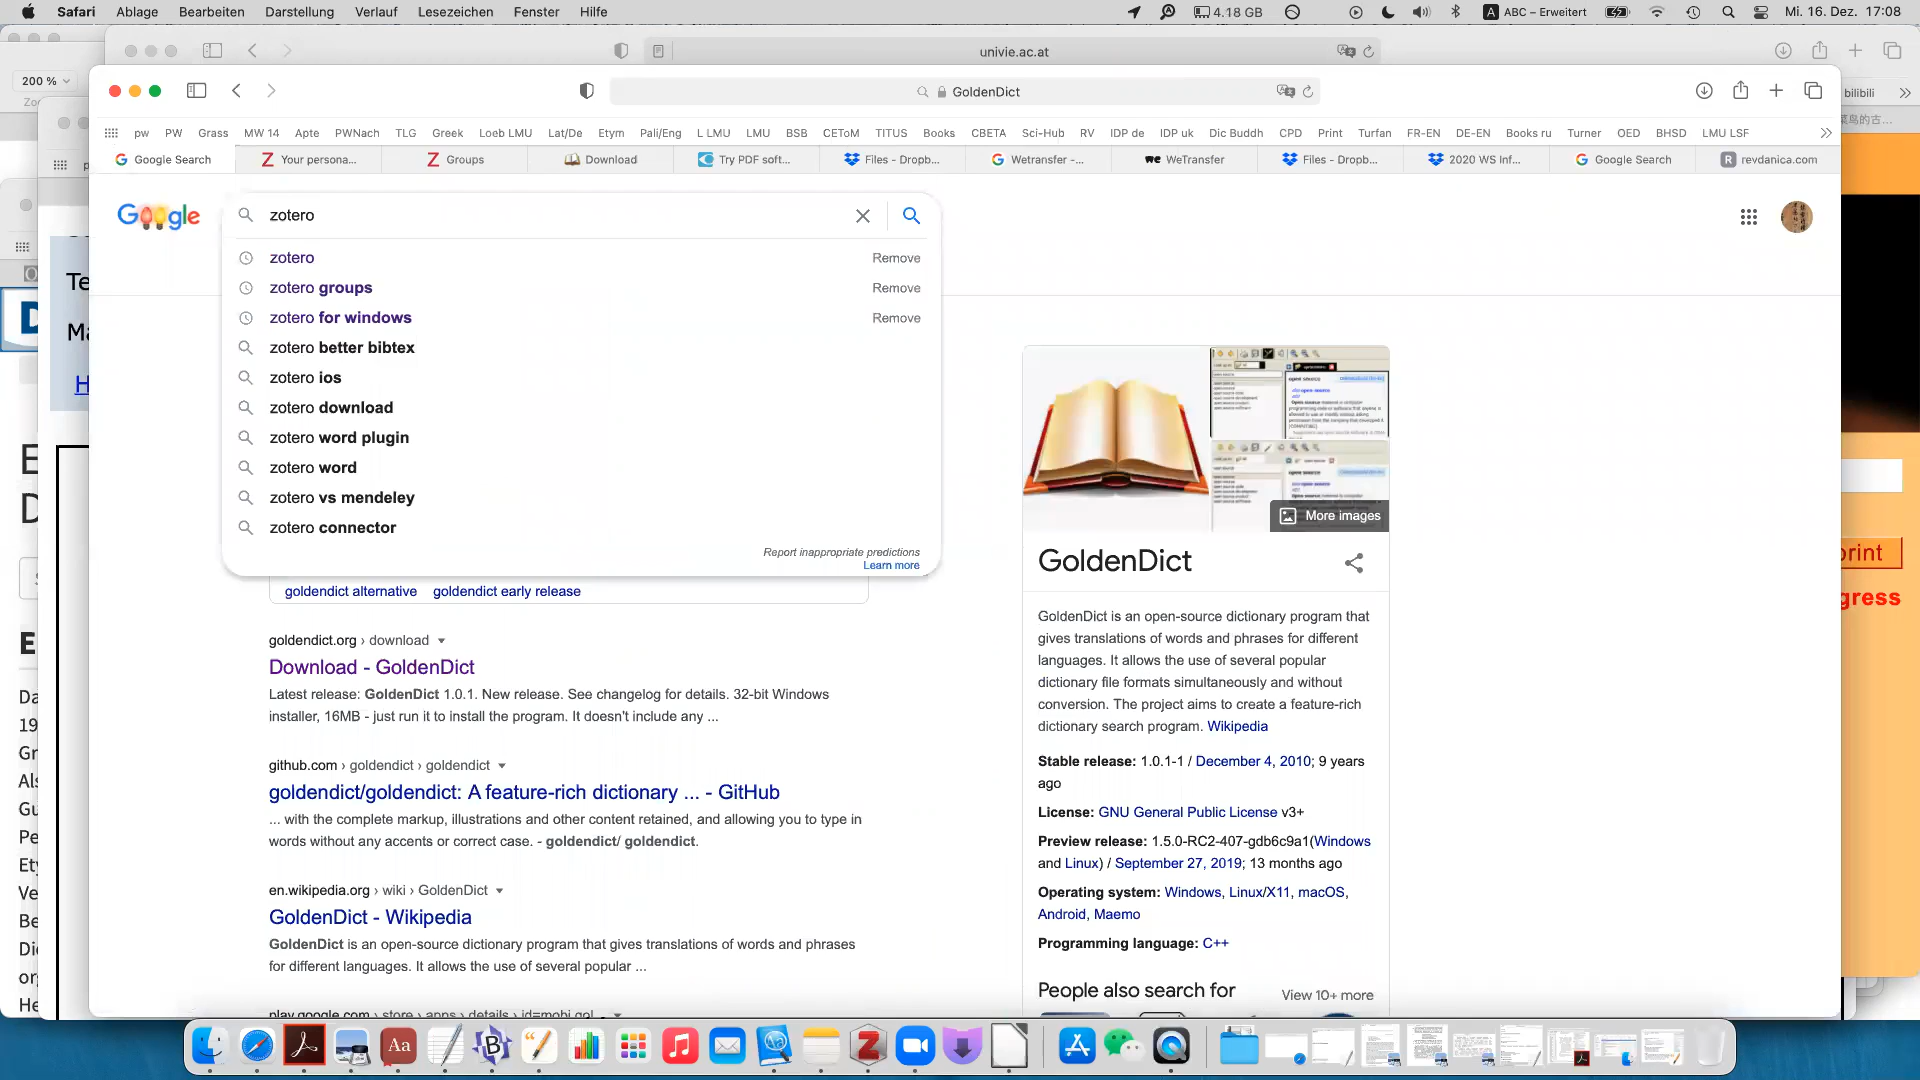 Safari Ablage Bearbeiten Darstellung Verlauf Lesezeichen Fenster Hilfe 4.18 GB A ABC – Erweitert Mi. 16. Dez. 17:08
univie.ac.at
200 %
GoldenDict
bilibili
pw PW Grass MW 14 Apte PWNach TLG Greek Loeb LMU Lat/De Etym Pali/Eng L LMU LMU BSB CEToM TITUS Books CBETA Sci-Hub RV IDP de IDP uk Dic Buddh CPD Print Turfan FR-EN DE-EN Books ru Turner OED BHSD LMU LSF
Google Search Your persona... Groups Download Try PDF soft... Files - Dropb... Wetransfer -... WeTransfer Files - Dropb... 2020 WS Inf... Google Search revdanica.com
Google
zotero
zotero Remove
zotero groups Remove
zotero for windows Remove
zotero better bibtex
zotero ios
zotero download
zotero word plugin
zotero word
zotero vs mendeley
zotero connector
Report inappropriate predictions
Learn more
goldendict alternative goldendict early release
goldendict.org › download
Download - GoldenDict
Latest release: GoldenDict 1.0.1. New release. See changelog for details. 32-bit Windows
installer, 16MB - just run it to install the program. It doesn't include any ...
github.com › goldendict › goldendict
goldendict/goldendict: A feature-rich dictionary ... - GitHub
... with the complete markup, illustrations and other content retained, and allowing you to type in
words without any accents or correct case. - goldendict/ goldendict.
en.wikipedia.org › wiki › GoldenDict
GoldenDict - Wikipedia
GoldenDict is an open-source dictionary program that gives translations of words and phrases
for different languages. It allows the use of several popular ...
play.google.com › store › apps › details › id=mobi.gol...
More images
GoldenDict
GoldenDict is an open-source dictionary program that
gives translations of words and phrases for different
languages. It allows the use of several popular
dictionary file formats simultaneously and without
conversion. The project aims to create a feature-rich
dictionary search program. Wikipedia
Stable release: 1.0.1-1 / December 4, 2010; 9 years
ago
License: GNU General Public License v3+
Preview release: 1.5.0-RC2-407-gdb6c9a1(Windows
and Linux) / September 27, 2019; 13 months ago
Operating system: Windows, Linux/X11, macOS,
Android, Maemo
Programming language: C++
People also search for View 10+ more